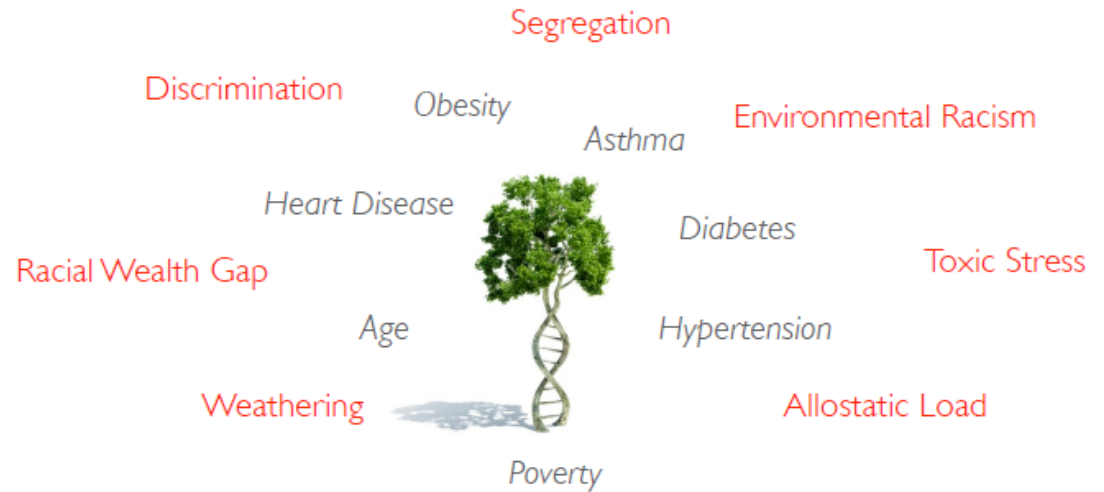 Segregation
Discrimination
Obesity
Environmental Racism
Asthma
Heart Disease
Diabetes
Racial Wealth Gap
Toxic Stress
Age
Hypertension
Weathering
Allostatic Load
Poverty